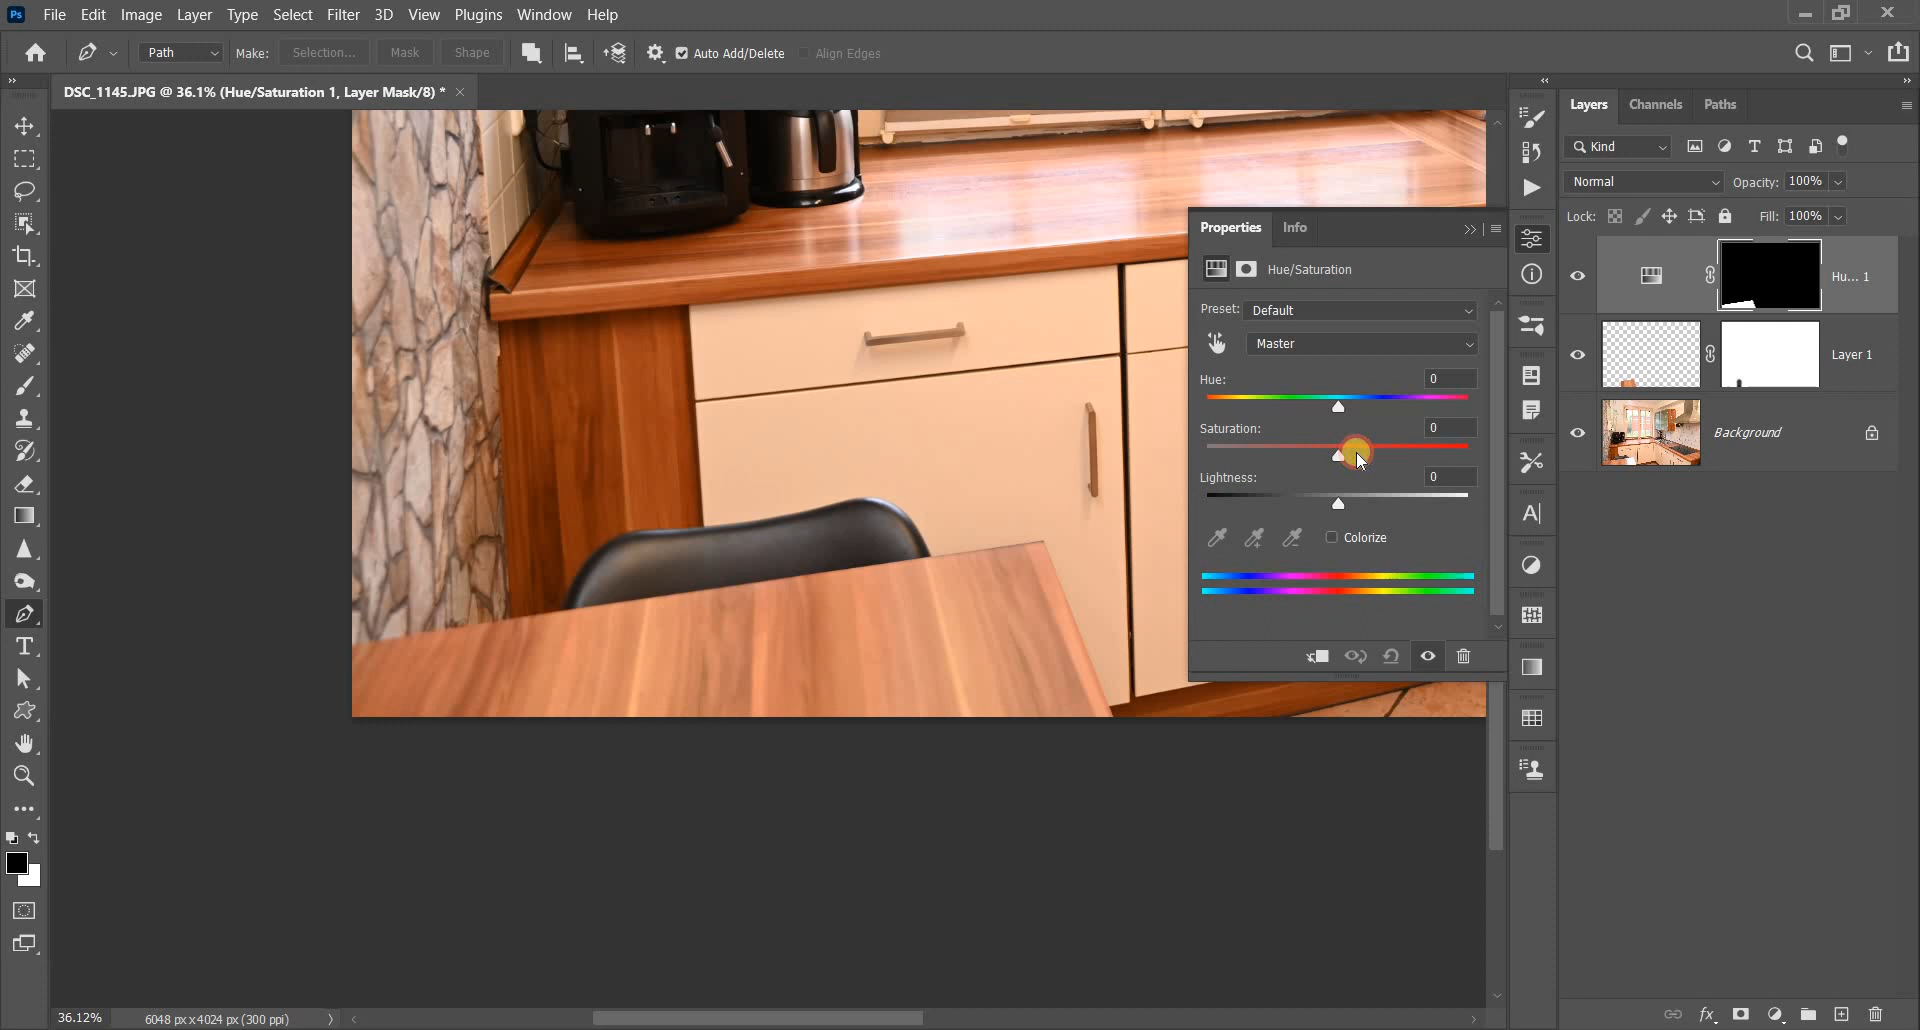 Ps File Edit Image Layer Type Select Filter 3D View Plugins Window Help
Path Make: Selection... Mask Shape Auto Add/Delete Align Edges
DSC_1145.JPG @ 36.1% (Hue/Saturation 1, Layer Mask/8) *
Layers Channels Paths
Kind
Normal Opacity: 100%
Lock: Fill: 100%
Hu... 1
Layer 1
Background
Properties Info
Hue/Saturation
Preset: Default
Master
Hue: 0
Saturation: 0
Lightness: 0
Colorize
36.12% 6048 px x 4024 px (300 ppi)